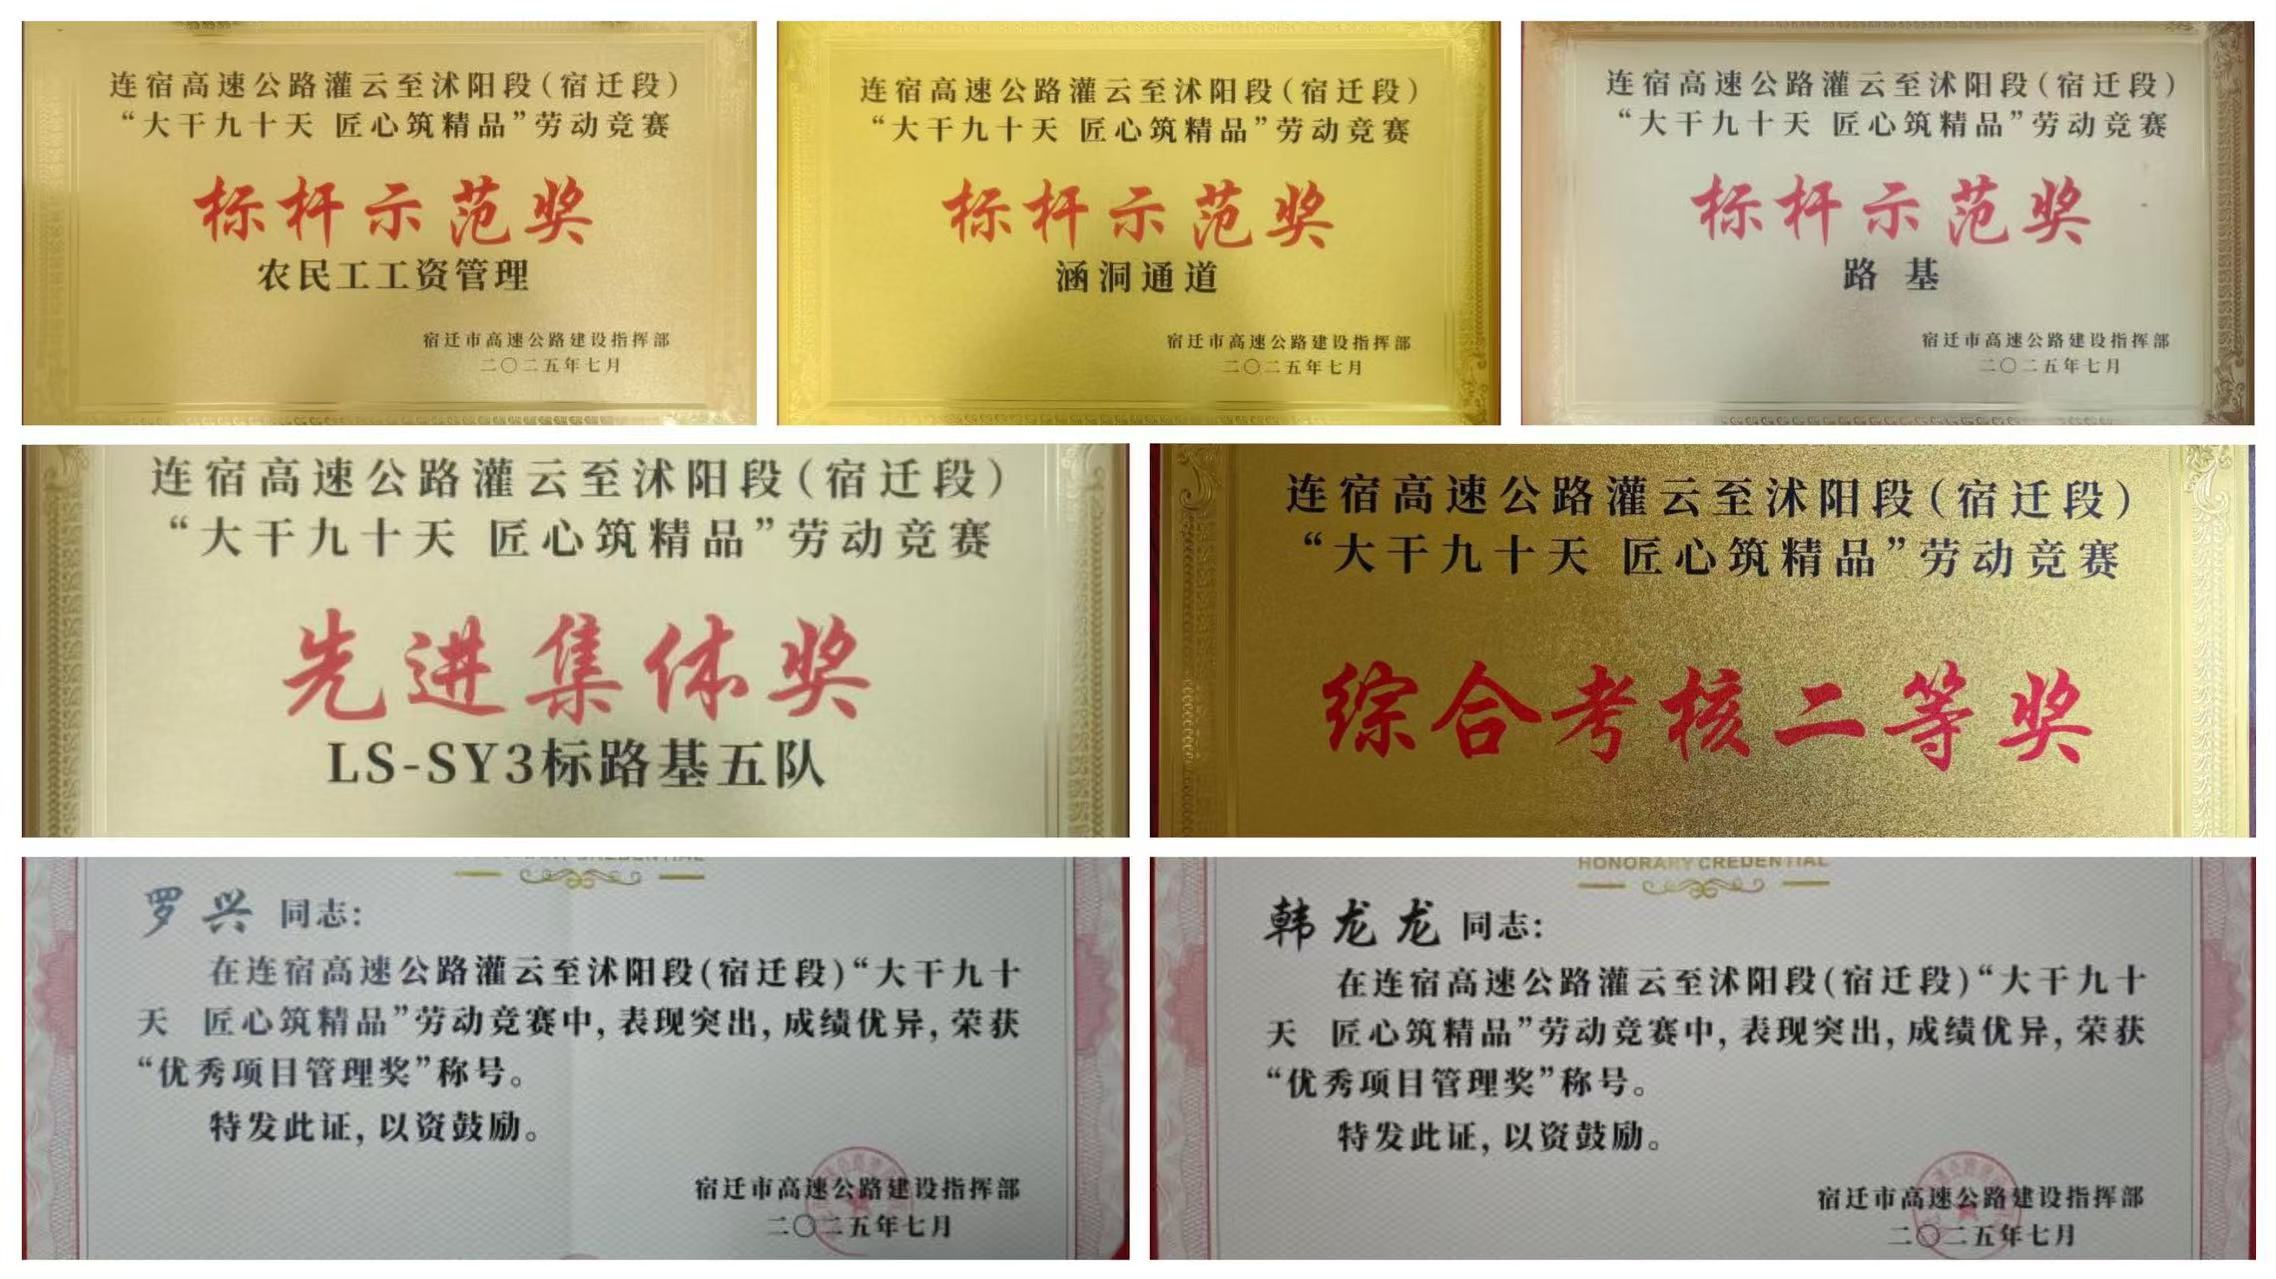 连宿高速公路灌云至沭阳段(宿迁段)
“大干九十天 匠心筑精品”劳动竞赛
标杆示范奖
农民工工资管理
宿迁市高速公路建设指挥部
二〇二五年七月
连宿高速公路灌云至沭阳段(宿迁段)
“大干九十天 匠心筑精品”劳动竞赛
标杆示范奖
涵洞通道
宿迁市高速公路建设指挥部
二〇二五年七月
连宿高速公路灌云至沭阳段(宿迁段)
“大干九十天 匠心筑精品”劳动竞赛
标杆示范奖
路 基
宿迁市高速公路建设指挥部
二〇二五年七月
连宿高速公路灌云至沭阳段(宿迁段)
“大干九十天 匠心筑精品”劳动竞赛
先进集体奖
LS-SY3标路基五队
连宿高速公路灌云至沭阳段(宿迁段)
“大干九十天 匠心筑精品”劳动竞赛
综合考核二等奖
罗兴 同志:
在连宿高速公路灌云至沭阳段(宿迁段)“大干九十
天 匠心筑精品”劳动竞赛中,表现突出,成绩优异,荣获
“优秀项目管理奖”称号。
特发此证,以资鼓励。
宿迁市高速公路建设指挥部
二〇二五年七月
HONORARY CREDENTIAL
韩龙龙 同志:
在连宿高速公路灌云至沭阳段(宿迁段)“大干九十
天 匠心筑精品”劳动竞赛中,表现突出,成绩优异,荣获
“优秀项目管理奖”称号。
特发此证,以资鼓励。
宿迁市高速公路建设指挥部
二〇二五年七月